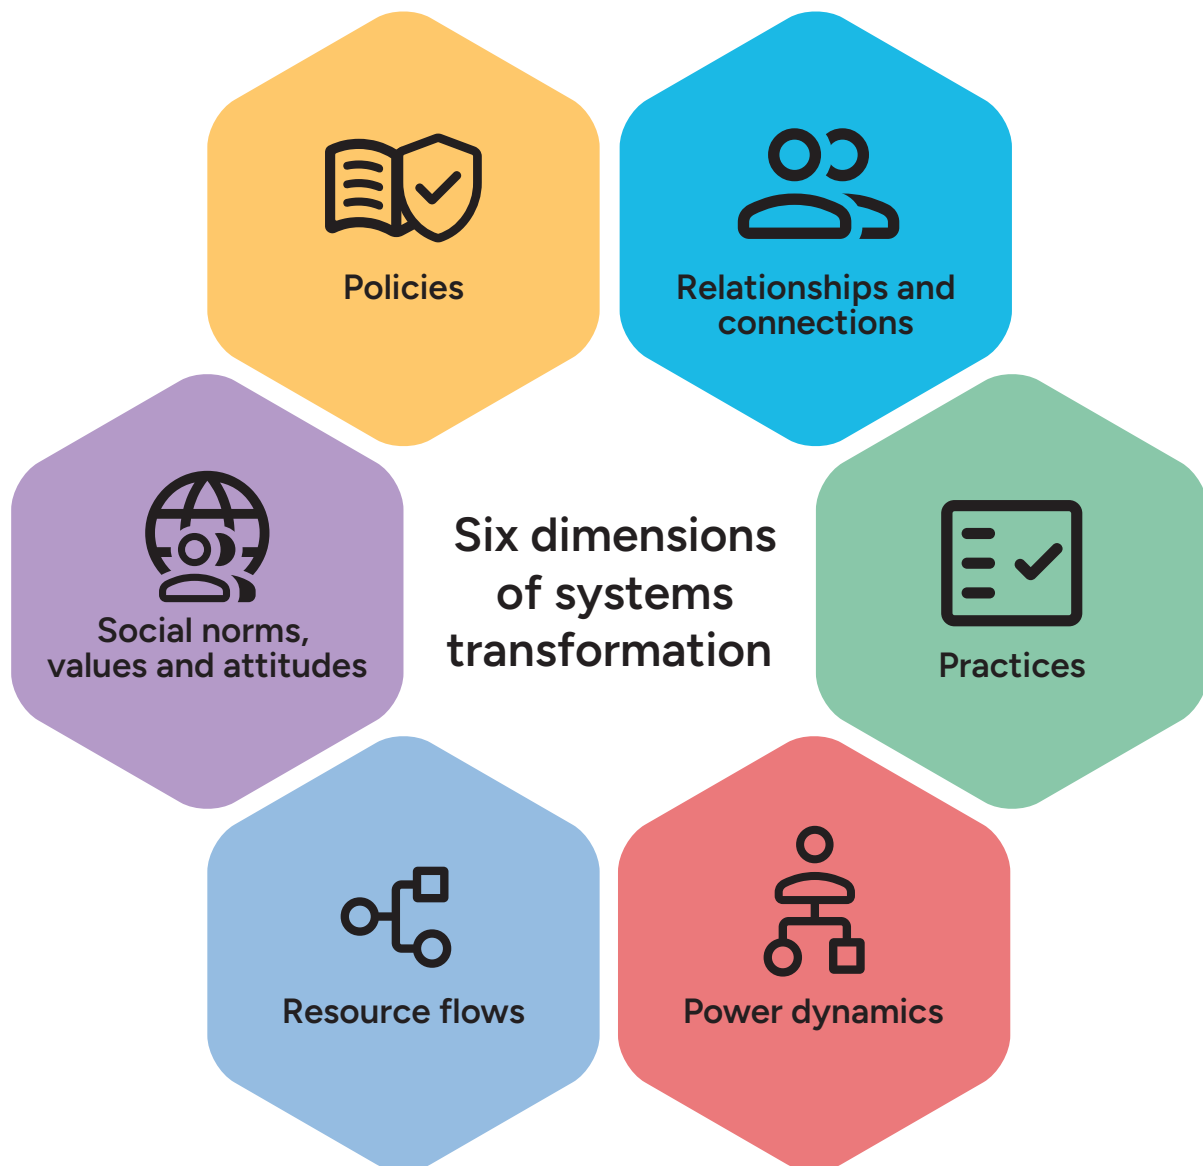 Policies
Relationships and
connections
Six dimensions
of systems
transformation
Social norms,
values and attitudes
Practices
Resource flows
Power dynamics